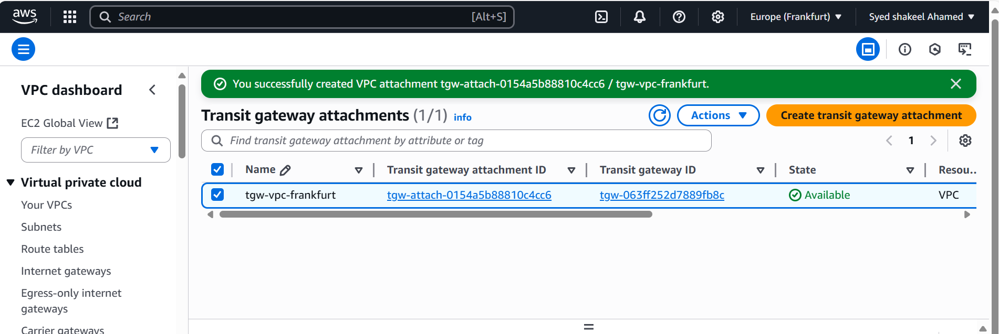 aws
Search [Alt+S]
Europe (Frankfurt)
Syed shakeel Ahamed
VPC dashboard
EC2 Global View
Filter by VPC
Virtual private cloud
Your VPCs
Subnets
Route tables
Internet gateways
Egress-only internet
gateways
Carrier gateways
You successfully created VPC attachment tgw-attach-0154a5b88810c4cc6 / tgw-vpc-frankfurt.
Transit gateway attachments (1/1) info
Actions
Create transit gateway attachment
Find transit gateway attachment by attribute or tag
1
Name Transit gateway attachment ID Transit gateway ID State Resou..
tgw-vpc-frankfurt tgw-attach-0154a5b88810c4cc6 tgw-063ff252d7889fb8c Available VPC